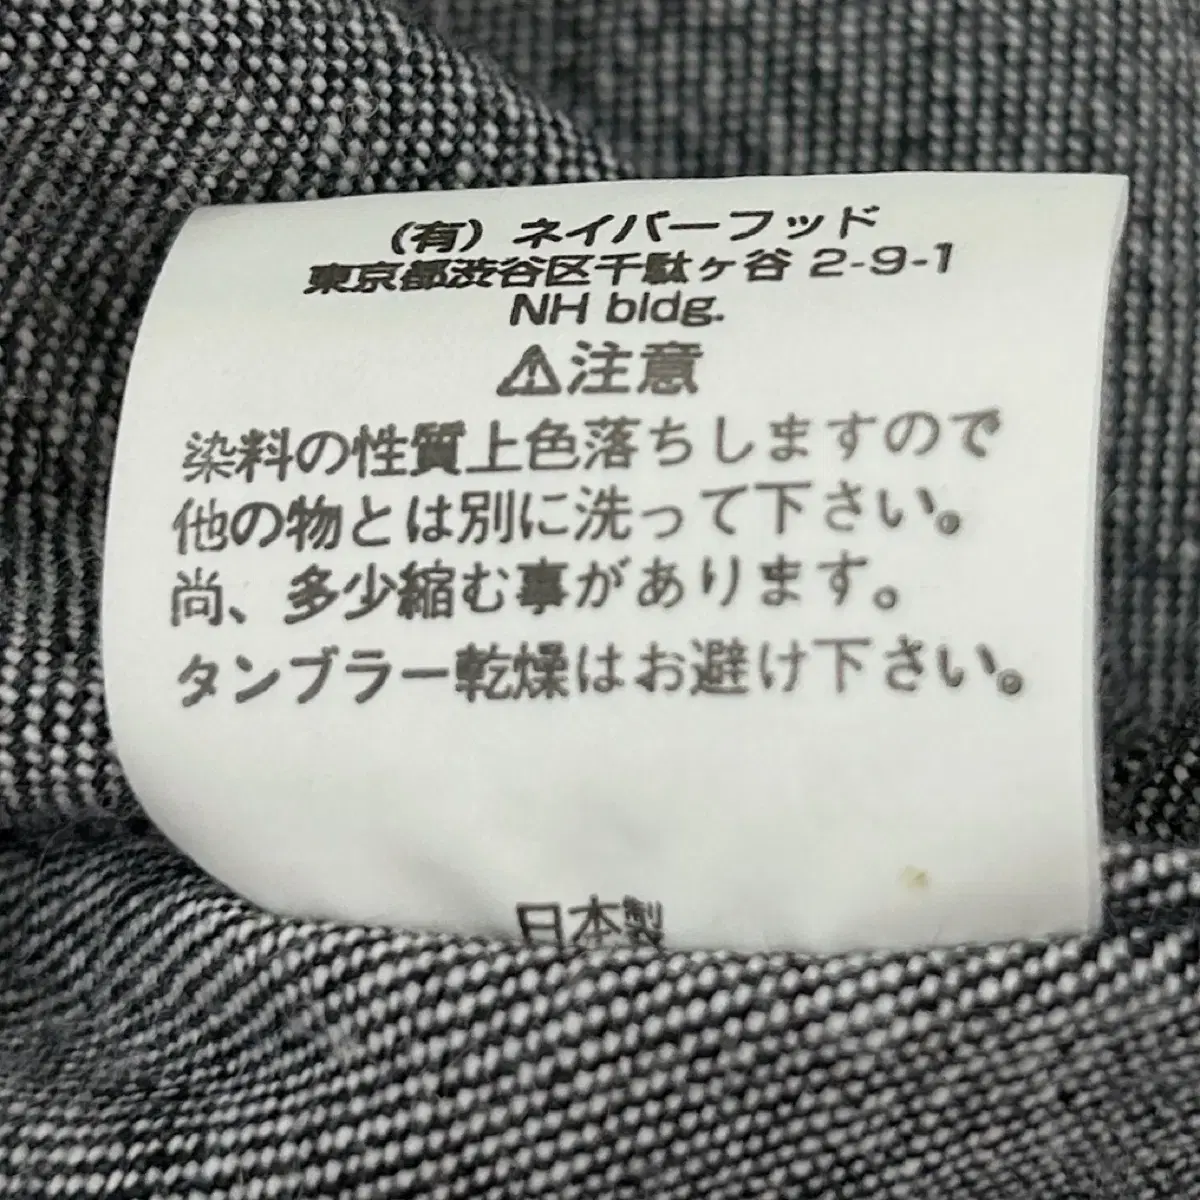 （有）ネイバーフッド
東京都渋谷区千駄ヶ谷 2-9-1
NH bldg.
⚠注意
染料の性質上色落ちしますので
他の物とは別に洗って下さい。
尚、多少縮む事があります。
タンブラー乾燥はお避け下さい。
日本製